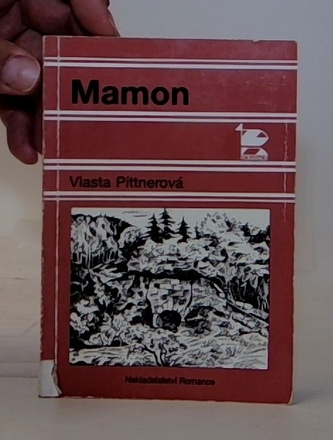 Mamon
Vlasta Pittnerová
Nakladatelství Romance